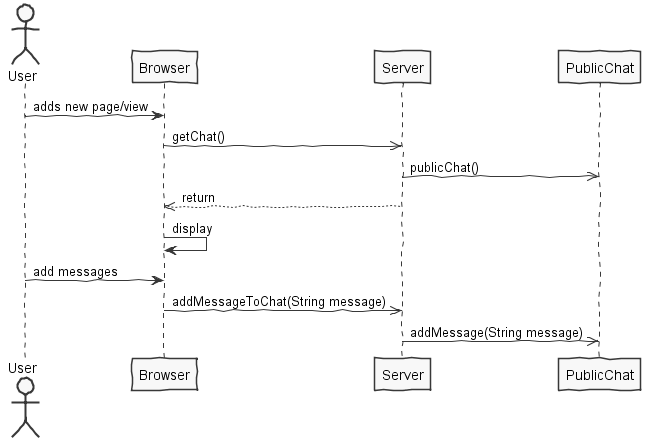 User
Browser
Server
PublicChat
adds new page/view
getChat()
publicChat()
return
display
add messages
addMessageToChat(String message)
addMessage(String message)
User
Browser
Server
PublicChat